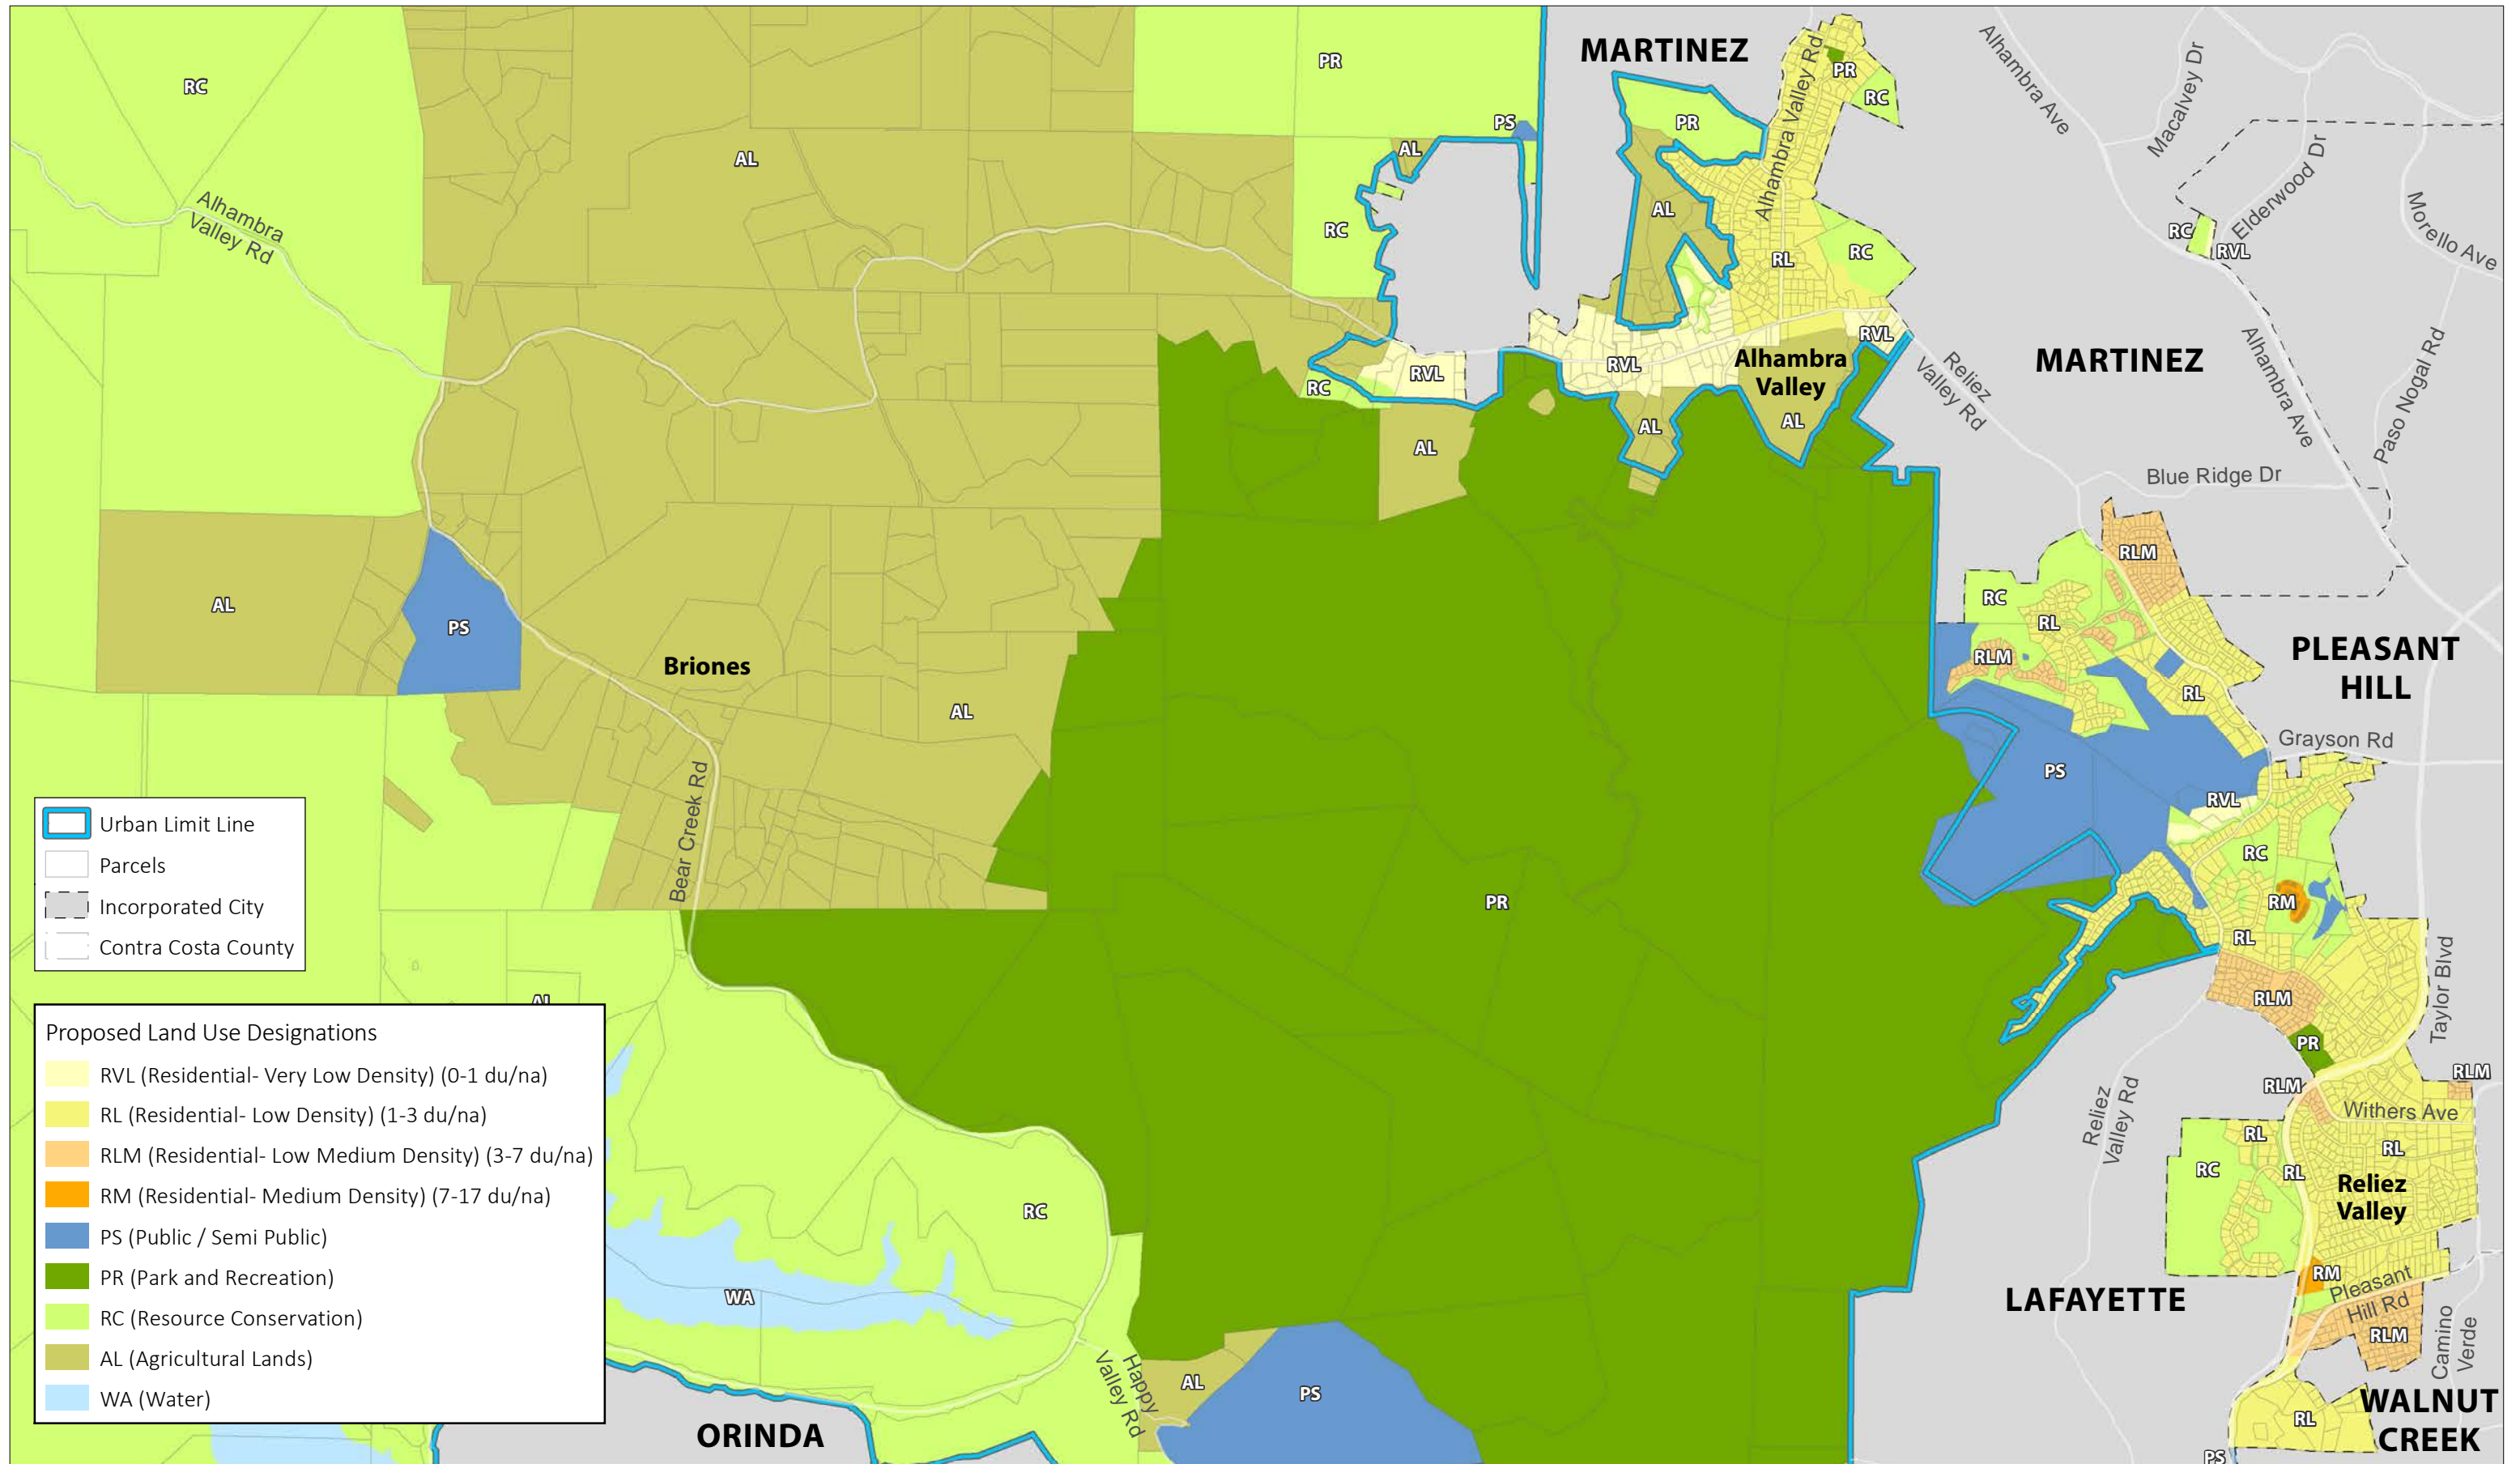 MARTINEZ
PR
RC
PR
RC
PS
PR
AL
AL
Alhambra Valley Rd
Alhambra Valley Rd
Alhambra Ave
Macalvey Dr
Elderwood Dr
Morello Ave
Alhambra
Valley Rd
AL
RC
RC
RL
RC
RVL
RVL
RVL
RVL
RC
Alhambra
Valley
AL
AL
AL
MARTINEZ
Reliez
Valley Rd
Alhambra Ave
Paso Nogal Rd
Blue Ridge Dr
RLM
RC
RL
RLM
RL
PLEASANT
HILL
Grayson Rd
AL
PS
Briones
AL
Bear Creek Rd
PS
RVL
RC
RM
RL
RLM
PR
PR
Taylor Blvd
RLM
RLM
Withers Ave
Reliez
Valley Rd
RL
RL
RC
RL
Reliez
Valley
RM
Pleasant
Hill Rd
RLM
Camino
Verde
LAFAYETTE
WALNUT
CREEK
RL
PS
Urban Limit Line
Parcels
Incorporated City
Contra Costa County
AL
Proposed Land Use Designations
RVL (Residential- Very Low Density) (0-1 du/na)
RL (Residential- Low Density) (1-3 du/na)
RLM (Residential- Low Medium Density) (3-7 du/na)
RM (Residential- Medium Density) (7-17 du/na)
PS (Public / Semi Public)
PR (Park and Recreation)
RC (Resource Conservation)
AL (Agricultural Lands)
WA (Water)
RC
WA
Happy
Valley Rd
AL
PS
ORINDA